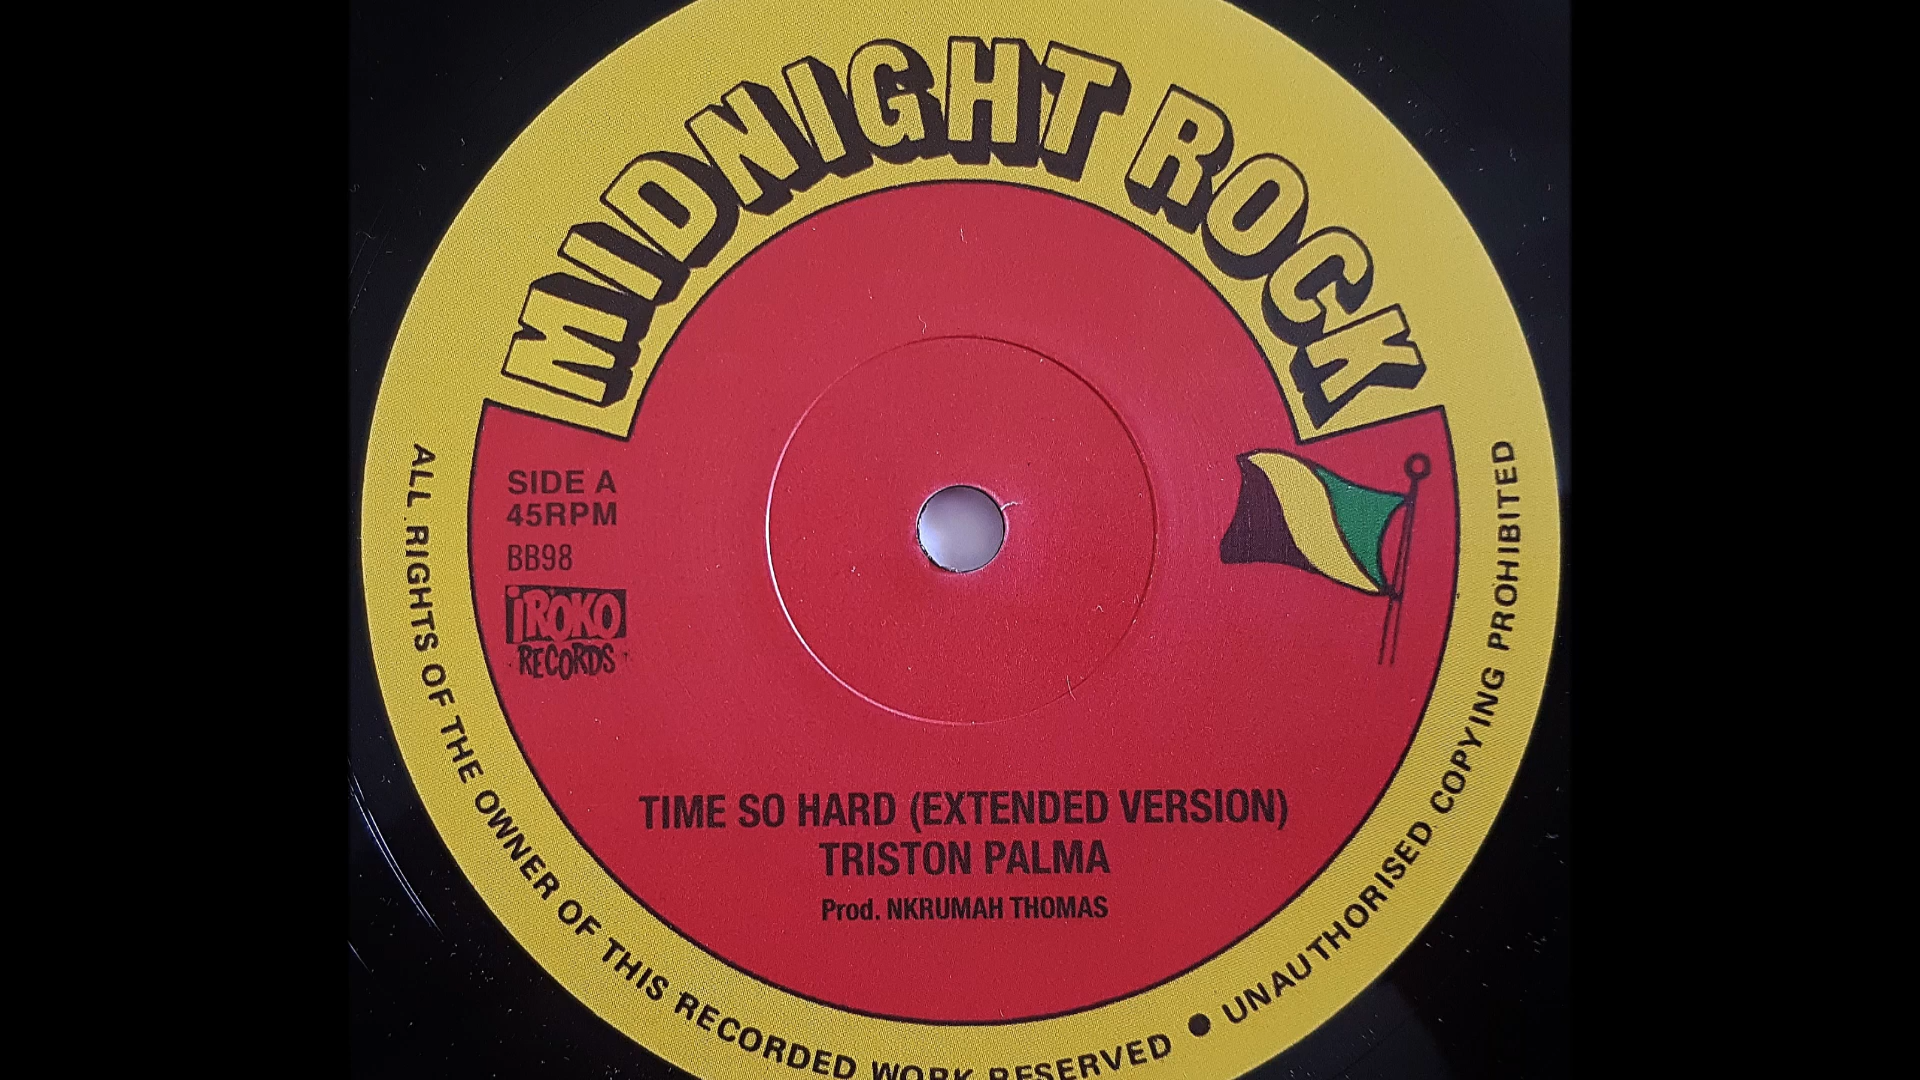 MIDNIGHT ROCK
SIDE A
45RPM
BB98
iROKO
RECORDS
TIME SO HARD (EXTENDED VERSION)
TRISTON PALMA
Prod. NKRUMAH THOMAS
ALL RIGHTS OF THE OWNER OF THIS RECORDED WORK RESERVED ● UNAUTHORISED COPYING PROHIBITED